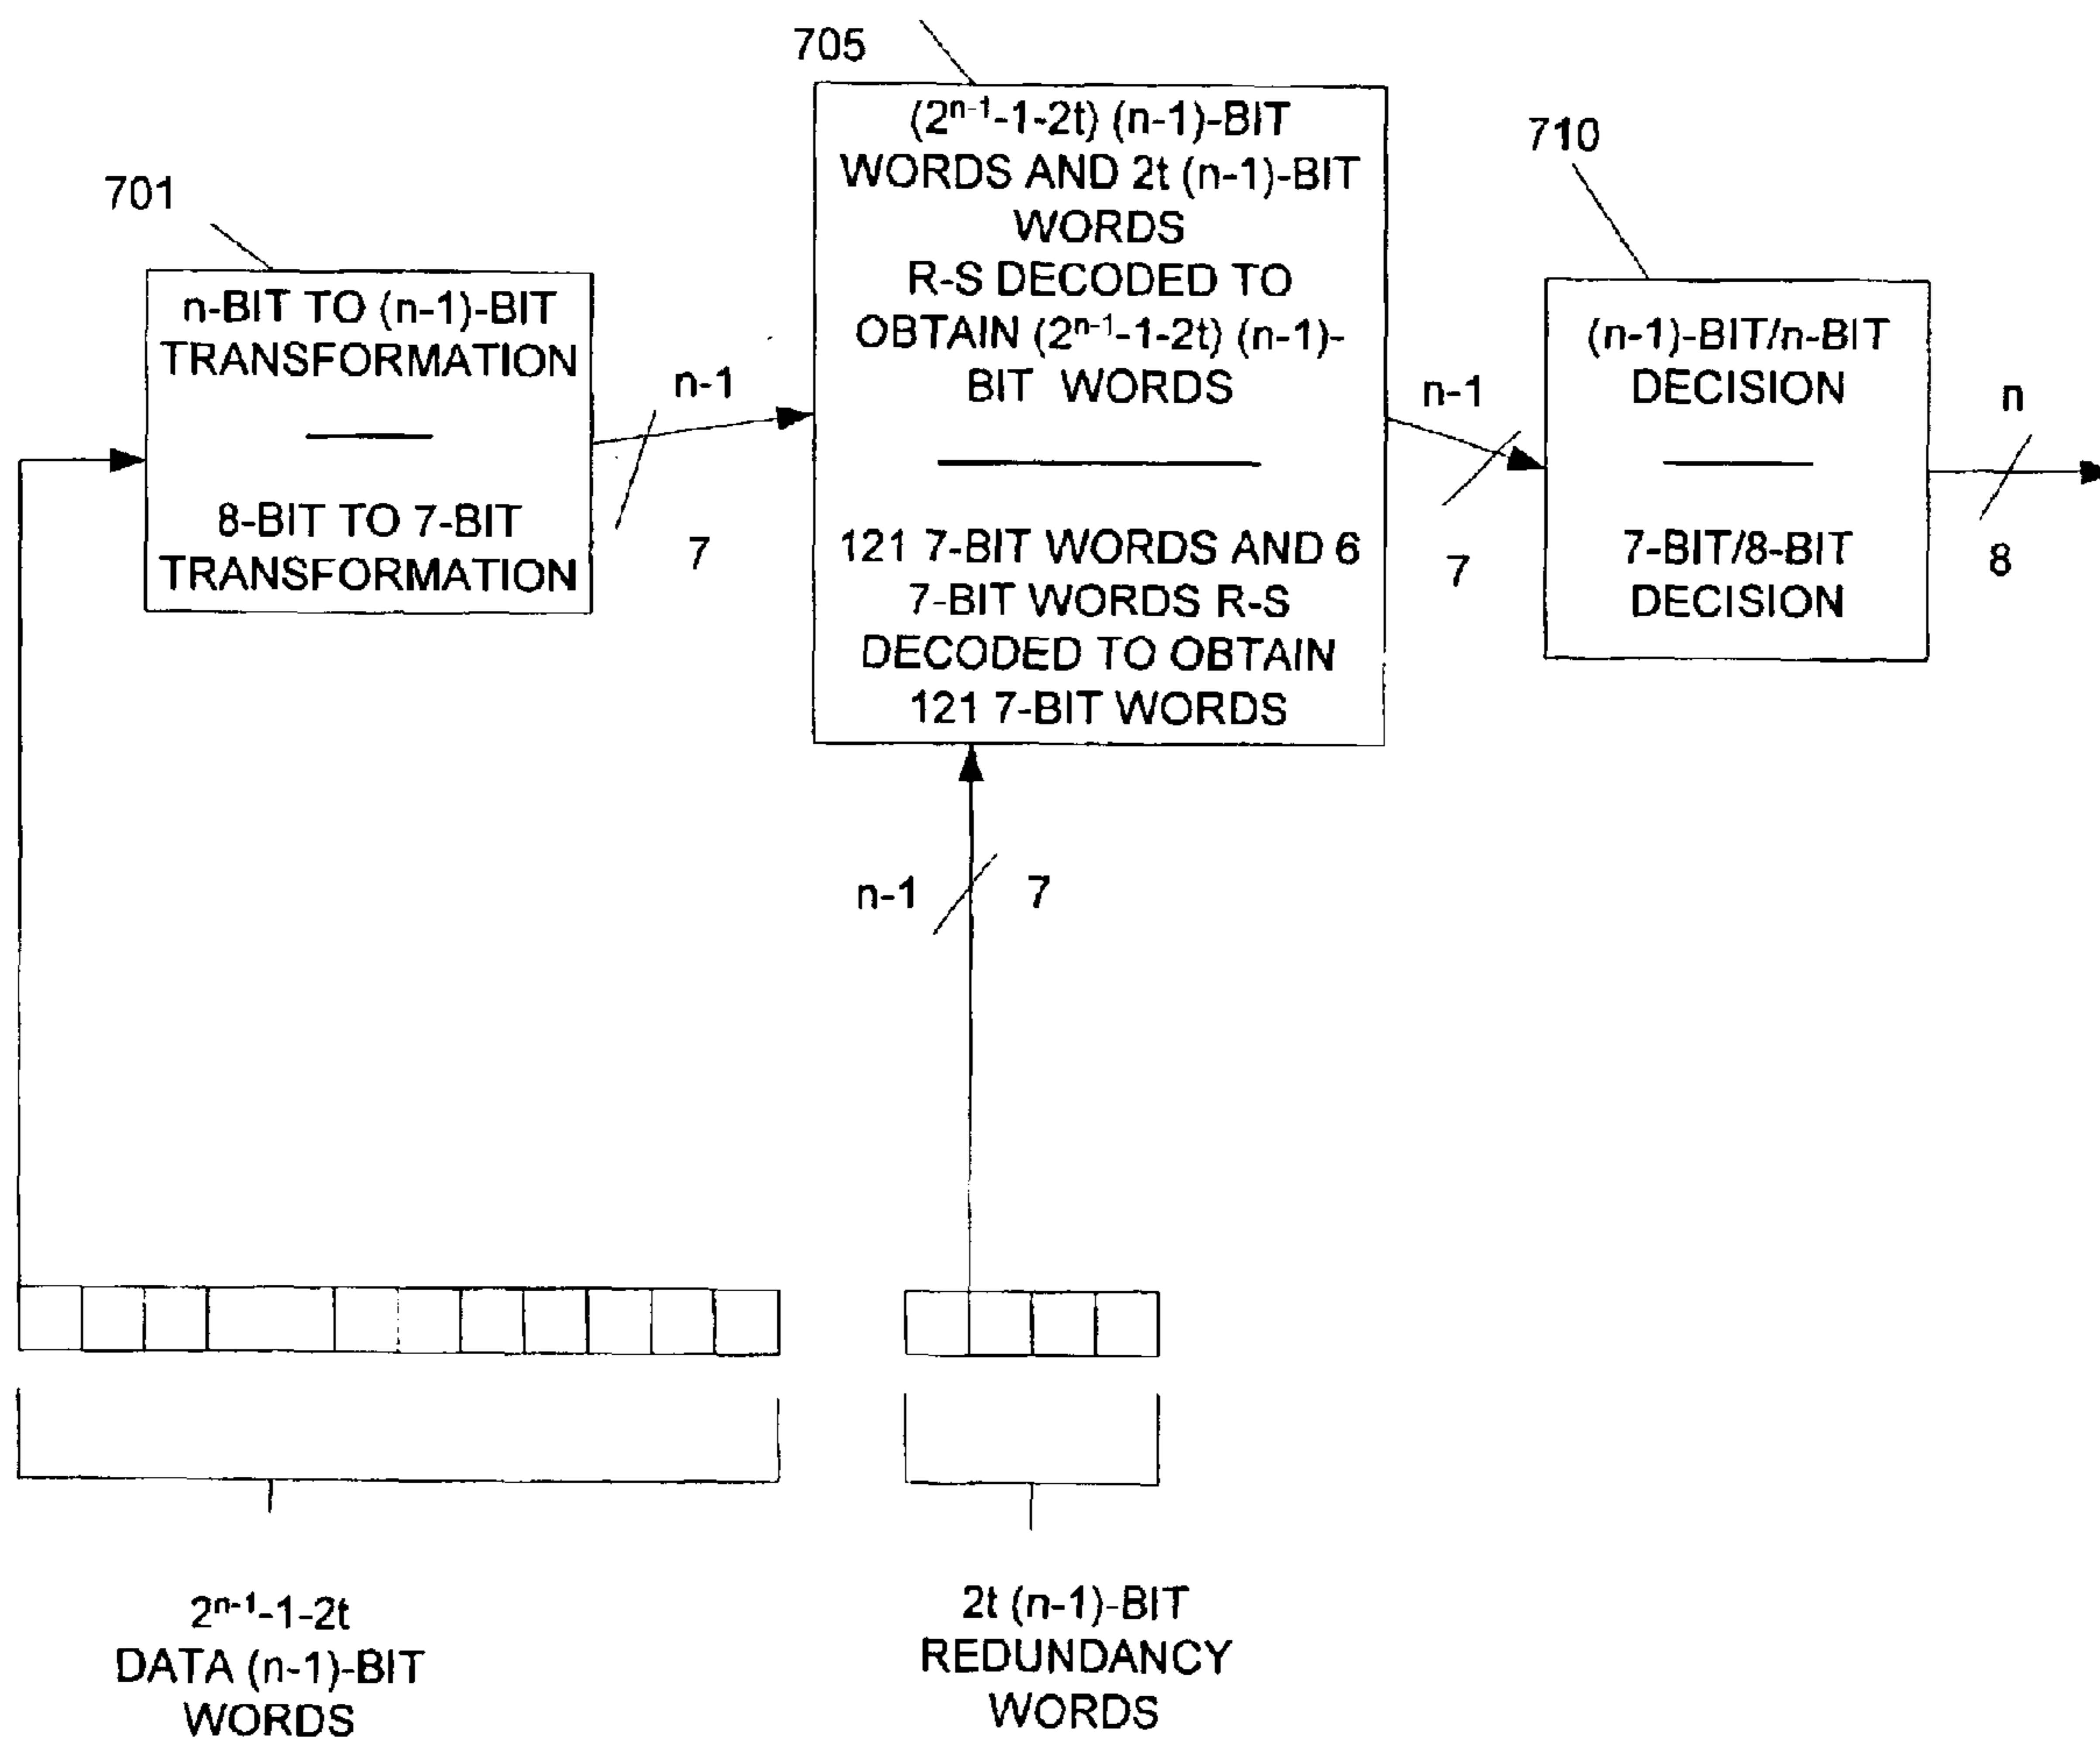 705
710
701
(2ⁿ⁻¹-1-2t) (n-1)-BIT
WORDS AND 2t (n-1)-BIT
WORDS
R-S DECODED TO
OBTAIN (2ⁿ⁻¹-1-2t) (n-1)-
BIT WORDS
121 7-BIT WORDS AND 6
7-BIT WORDS R-S
DECODED TO OBTAIN
121 7-BIT WORDS
n-BIT TO (n-1)-BIT
TRANSFORMATION
8-BIT TO 7-BIT
TRANSFORMATION
n-1
7
n-1
7
(n-1)-BIT/n-BIT
DECISION
7-BIT/8-BIT
DECISION
n
8
n-1
7
2ⁿ⁻¹-1-2t
DATA (n-1)-BIT
WORDS
2t (n-1)-BIT
REDUNDANCY
WORDS